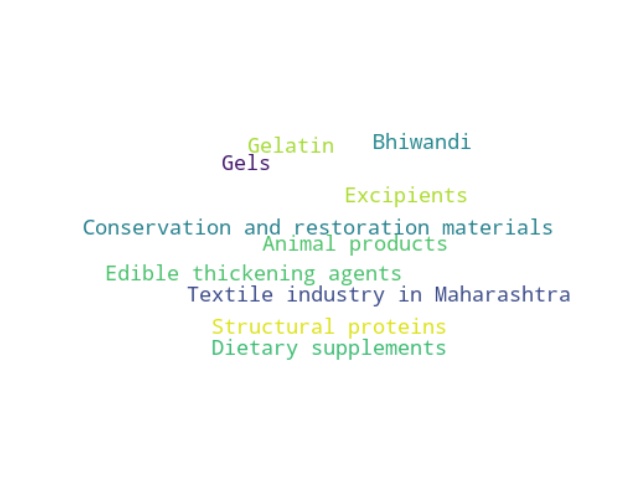 Gelatin
Bhiwandi
Gels
Excipients
Conservation and restoration materials
Animal products
Edible thickening agents
Textile industry in Maharashtra
Structural proteins
Dietary supplements